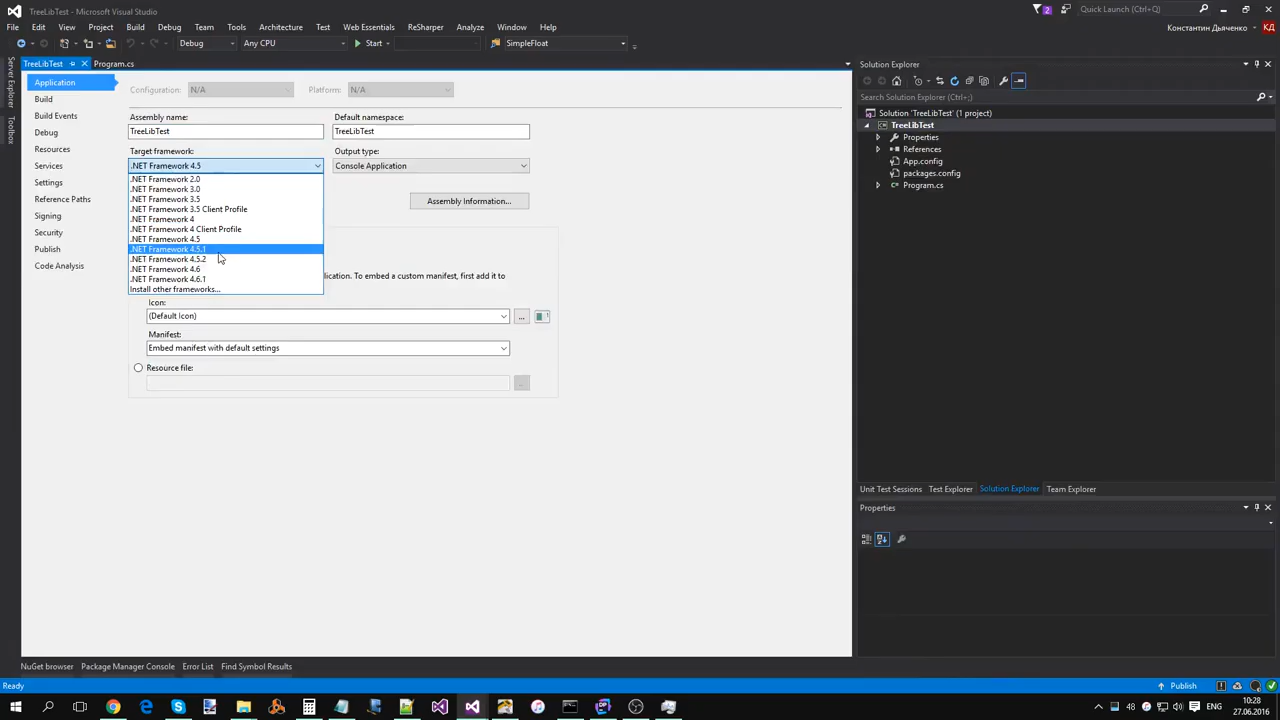 TreeLibTest - Microsoft Visual Studio
2
Quick Launch (Ctrl+Q)
File Edit View Project Build Debug Team Tools Architecture Test Web Essentials ReSharper Analyze Window Help
Константин Дьяченко КД
Debug Any CPU Start SimpleFloat
Server Explorer
Toolbox
TreeLibTest Program.cs
Application
Build
Build Events
Debug
Resources
Services
Settings
Reference Paths
Signing
Security
Publish
Code Analysis
Configuration: N/A Platform: N/A
Assembly name: Default namespace:
TreeLibTest TreeLibTest
Target framework: Output type:
.NET Framework 4.5 Console Application
.NET Framework 2.0
.NET Framework 3.0
.NET Framework 3.5
.NET Framework 3.5 Client Profile
.NET Framework 4
.NET Framework 4 Client Profile
.NET Framework 4.5
.NET Framework 4.5.1
.NET Framework 4.5.2
.NET Framework 4.6
.NET Framework 4.6.1
Install other frameworks...
Assembly Information...
lication. To embed a custom manifest, first add it to
Icon:
(Default Icon) ...
Manifest:
Embed manifest with default settings
Resource file:
...
Solution Explorer
Search Solution Explorer (Ctrl+;)
Solution 'TreeLibTest' (1 project)
TreeLibTest
Properties
References
App.config
packages.config
Program.cs
Unit Test Sessions Test Explorer Solution Explorer Team Explorer
Properties
NuGet browser Package Manager Console Error List Find Symbol Results
Ready Publish
ENG 10:28
27.06.2016